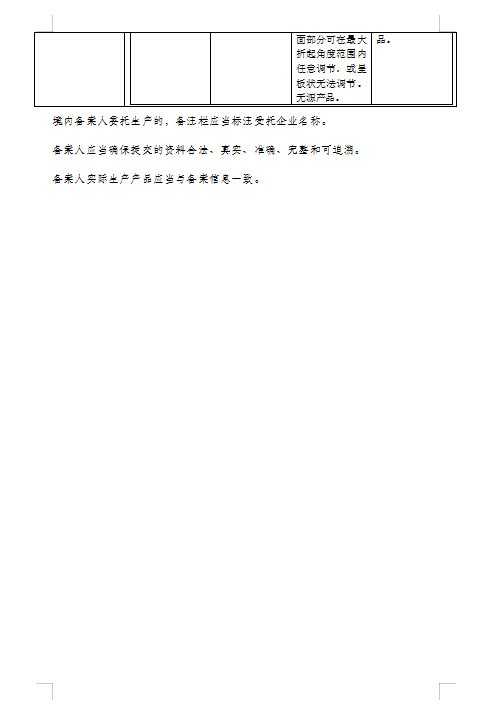 面部分可在最大
折起角度范围内
任意调节，或呈
板状无法调节。
无源产品。
品。
境内备案人委托生产的，备注栏应当标注受托企业名称。
备案人应当确保提交的资料合法、真实、准确、完整和可追溯。
备案人实际生产产品应当与备案信息一致。